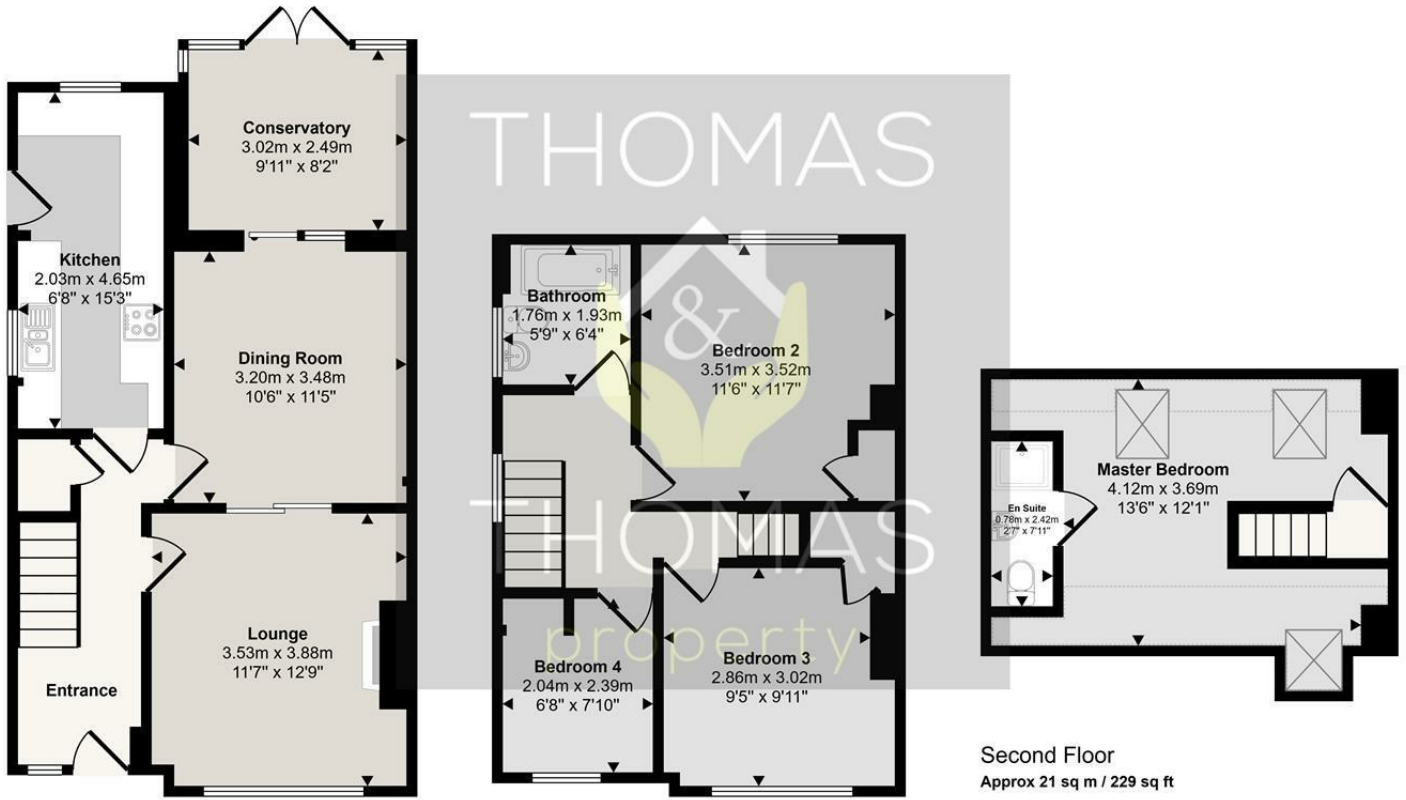 THOMAS
&
THOMAS
property
Conservatory
3.02m x 2.49m
9'11" x 8'2"
Kitchen
2.03m x 4.65m
6'8" x 15'3"
Dining Room
3.20m x 3.48m
10'6" x 11'5"
Lounge
3.53m x 3.88m
11'7" x 12'9"
Entrance
Bathroom
1.76m x 1.93m
5'9" x 6'4"
Bedroom 2
3.51m x 3.52m
11'6" x 11'7"
Bedroom 4
2.04m x 2.39m
6'8" x 7'10"
Bedroom 3
2.86m x 3.02m
9'5" x 9'11"
Master Bedroom
4.12m x 3.69m
13'6" x 12'1"
En Suite
0.78m x 2.42m
2'7" x 7'11"
Second Floor
Approx 21 sq m / 229 sq ft